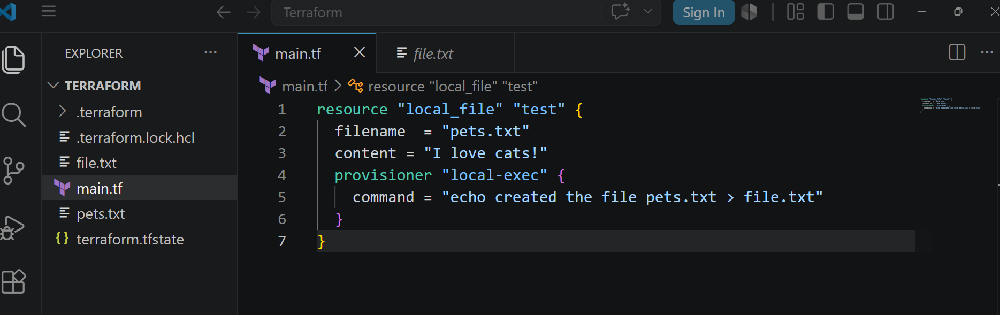 Terraform
Sign In
EXPLORER
TERRAFORM
.terraform
.terraform.lock.hcl
file.txt
main.tf
pets.txt
{} terraform.tfstate
main.tf
file.txt
main.tf > resource "local_file" "test"
1 resource "local_file" "test" {
2   filename  = "pets.txt"
3   content = "I love cats!"
4   provisioner "local-exec" {
5     command = "echo created the file pets.txt > file.txt"
6   }
7 }